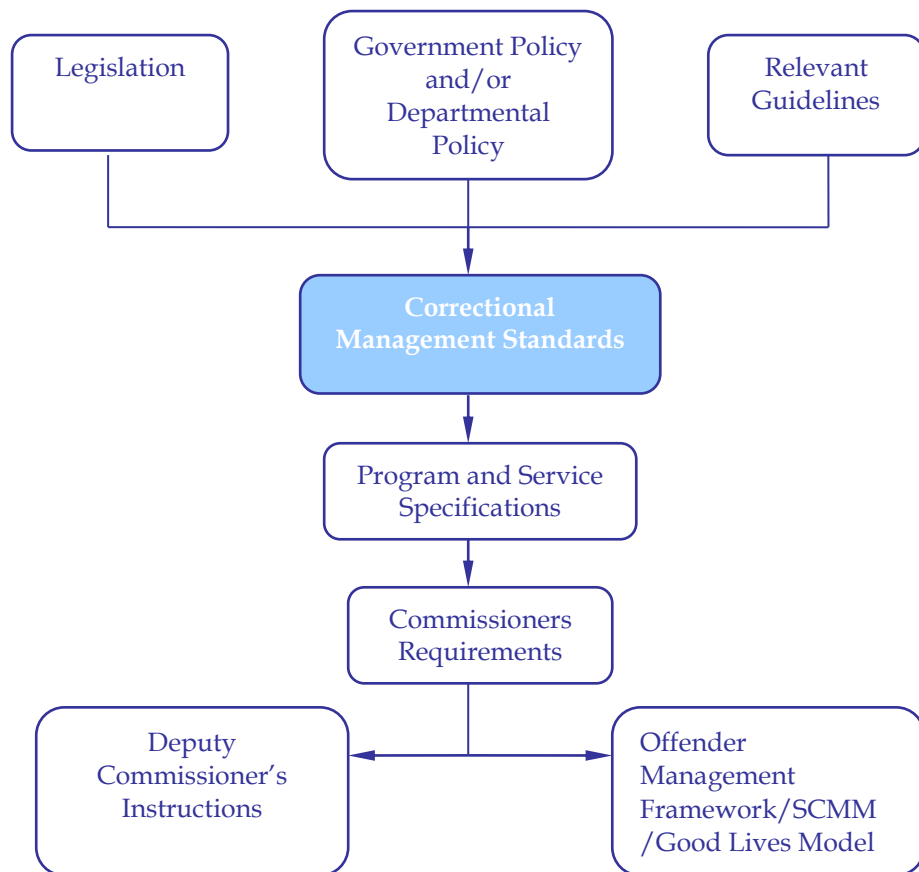 Legislation
Government Policy
and/or
Departmental
Policy
Relevant
Guidelines
Correctional
Management Standards
Program and Service
Specifications
Commissioners
Requirements
Deputy
Commissioner’s
Instructions
Offender
Management
Framework/SCMM
/Good Lives Model